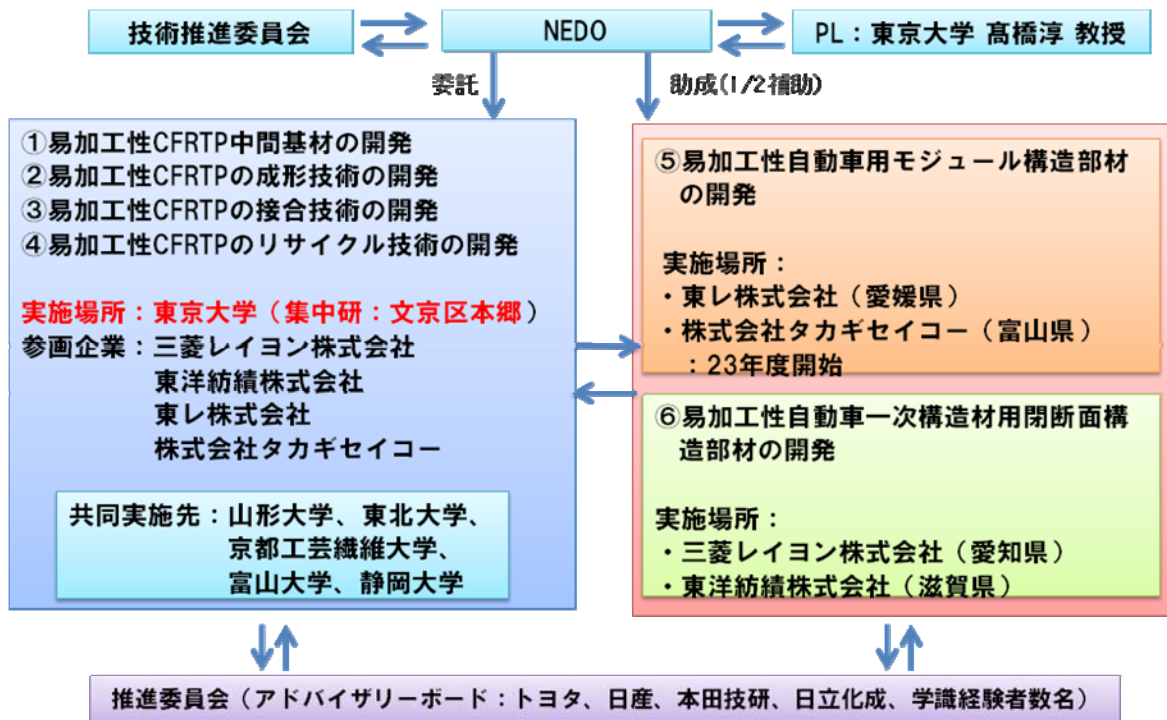 技術推進委員会
NEDO
PL：東京大学 髙橋淳 教授
委託
助成(1/2補助)
①易加工性CFRTP中間基材の開発
②易加工性CFRTPの成形技術の開発
③易加工性CFRTPの接合技術の開発
④易加工性CFRTPのリサイクル技術の開発
実施場所：東京大学（集中研：文京区本郷）
参画企業：三菱レイヨン株式会社
東洋紡績株式会社
東レ株式会社
株式会社タカギセイコー
共同実施先：山形大学、東北大学、
京都工芸繊維大学、
富山大学、静岡大学
⑤易加工性自動車用モジュール構造部材
の開発
実施場所：
・東レ株式会社（愛媛県）
・株式会社タカギセイコー（富山県）
：23年度開始
⑥易加工性自動車一次構造材用閉断面構
造部材の開発
実施場所：
・三菱レイヨン株式会社（愛知県）
・東洋紡績株式会社（滋賀県）
推進委員会（アドバイザリーボード：トヨタ、日産、本田技研、日立化成、学識経験者数名）